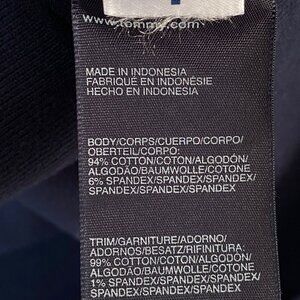 www.tommy.com
MADE IN INDONESIA
FABRIQUÉ EN INDONÉSIE
HECHO EN INDONESIA
BODY/CORPS/CUERPO/CORPO/
OBERTEIL/CORPO:
94% COTTON/COTON/ALGODÓN/
ALGODÃO/BAUMWOLLE/COTONE
6% SPANDEX/SPANDEX/SPANDEX/
SPANDEX/SPANDEX/SPANDEX
TRIM/GARNITURE/ADORNO/
ADORNOS/BESATZ/RIFINITURA:
99% COTTON/COTON/ALGODÓN/
ALGODÃO/BAUMWOLLE/COTONE
1% SPANDEX/SPANDEX/SPANDEX/
SPANDEX/SPANDEX/SPANDEX